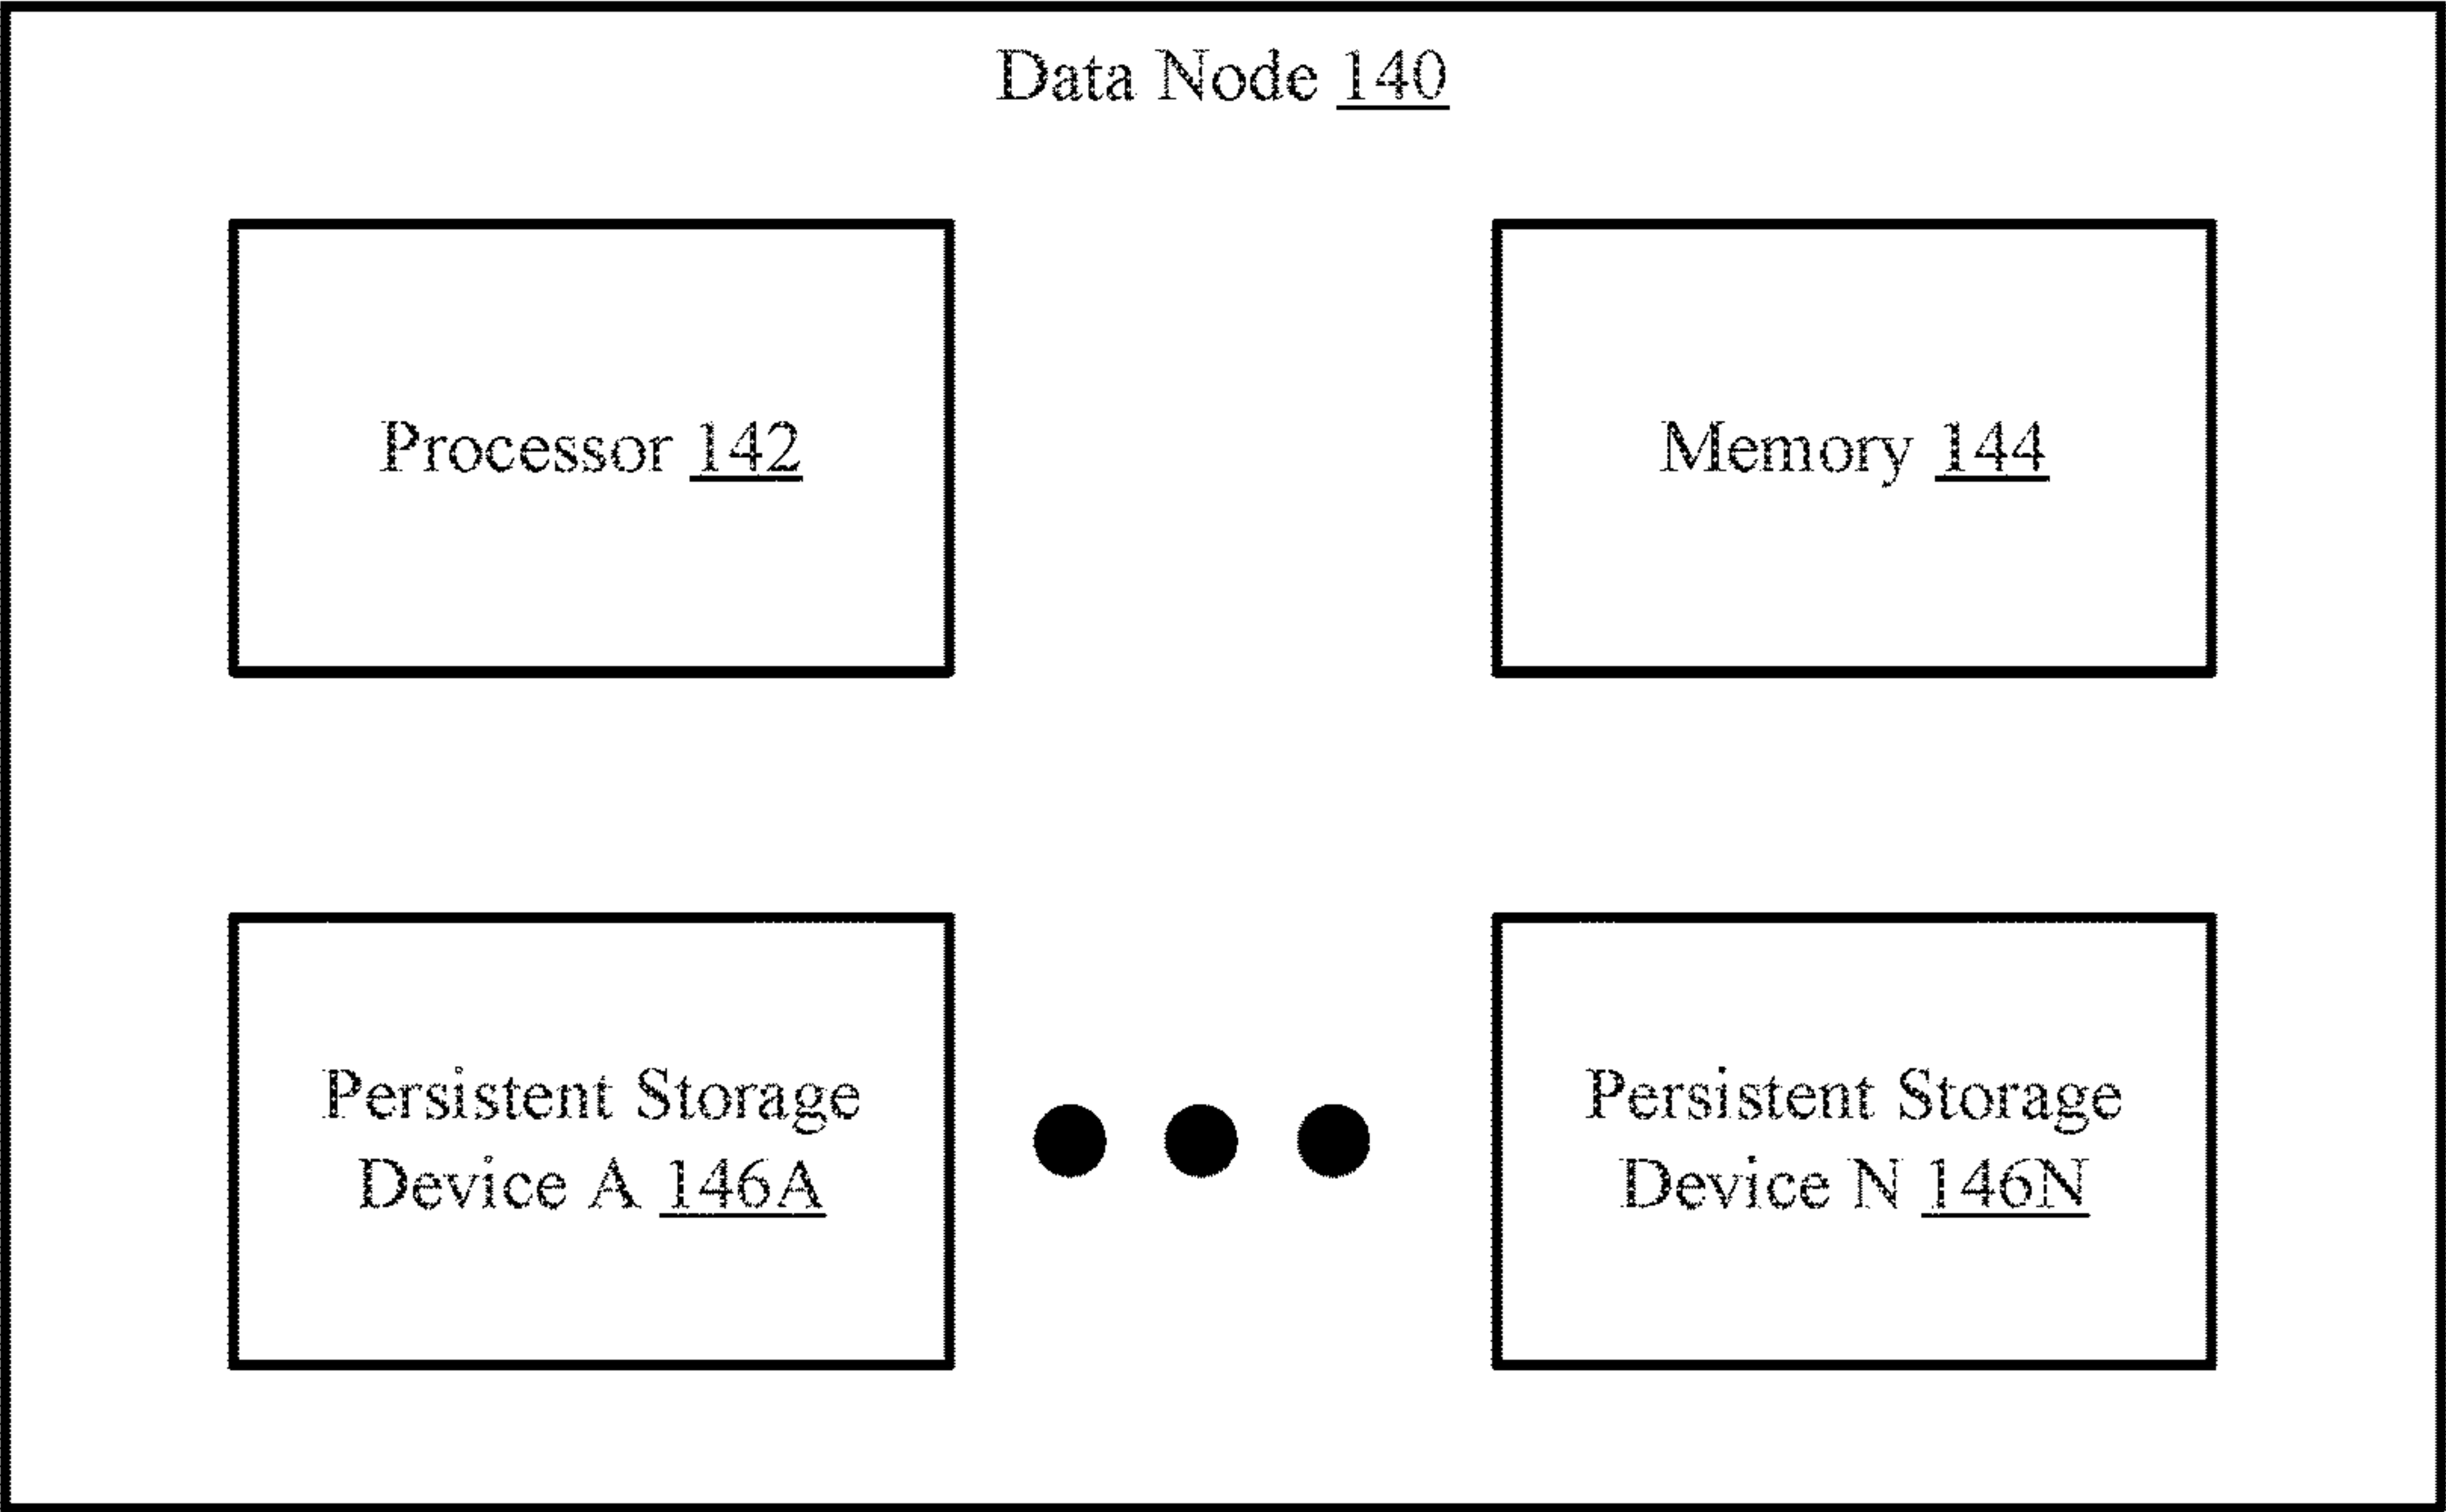 Data Node 140
Processor 142
Memory 144
Persistent Storage
Device A 146A
Persistent Storage
Device N 146N